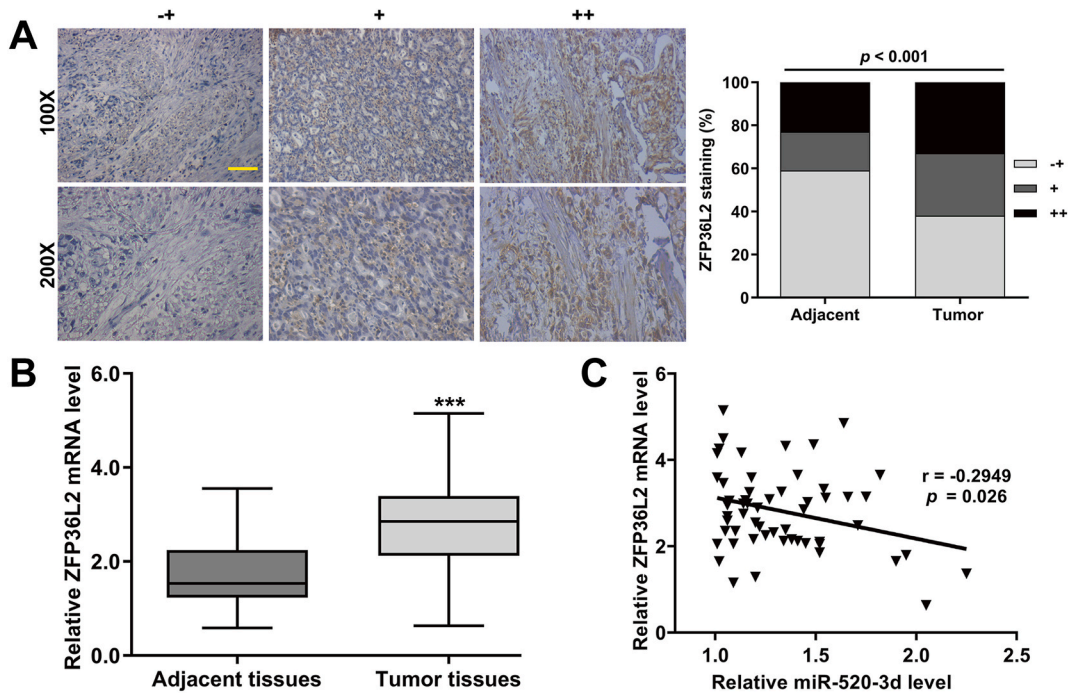 A
-+
+
++
100X
200X
p < 0.001
ZFP36L2 staining (%)
100
80
60
40
20
0
Adjacent
Tumor
-+
+
++
B
Relative ZFP36L2 mRNA level
6.0
4.0
2.0
0.0
***
Adjacent tissues
Tumor tissues
C
Relative ZFP36L2 mRNA level
6
4
2
0
r = -0.2949
p = 0.026
1.0
1.5
2.0
2.5
Relative miR-520-3d level